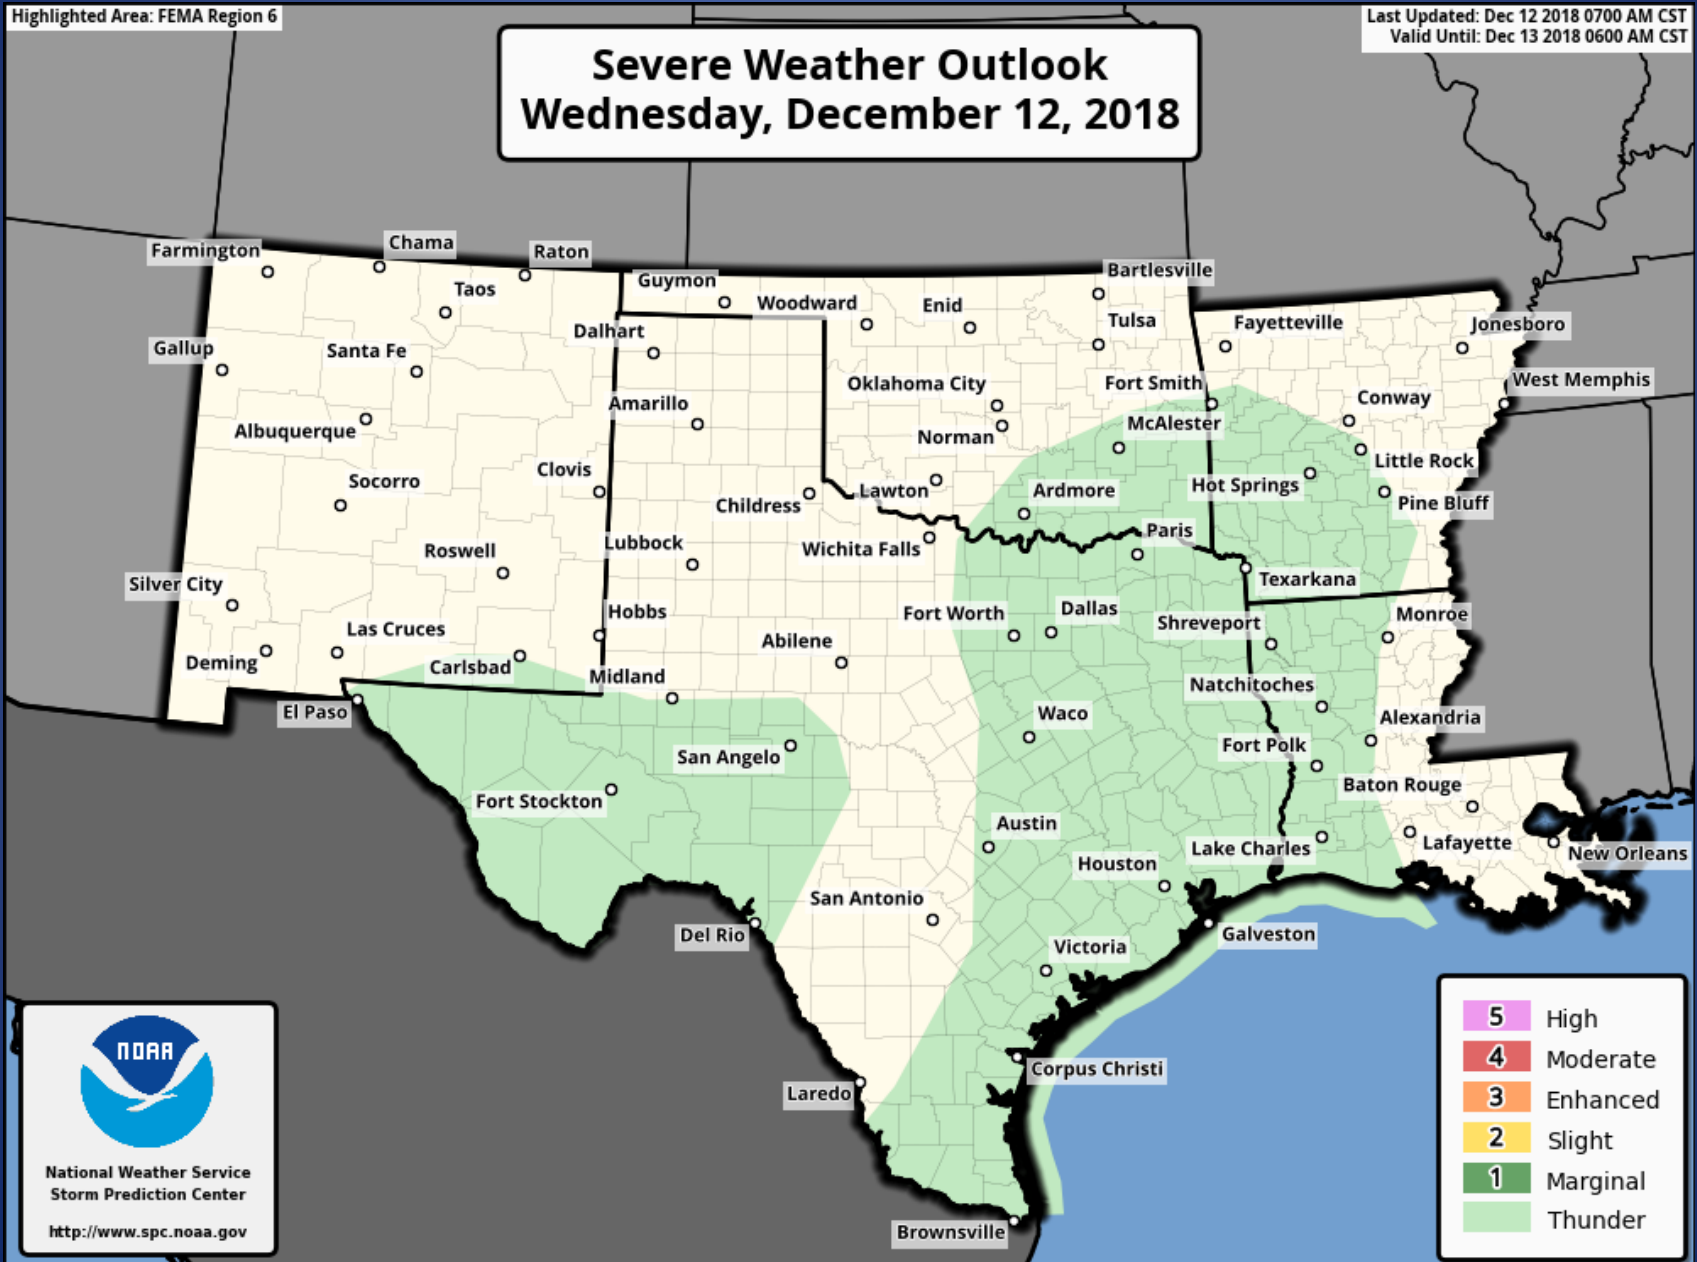 Highlighted Area: FEMA Region 6
Last Updated: Dec 12 2018 0700 AM CST
Valid Until: Dec 13 2018 0600 AM CST
Severe Weather Outlook
Wednesday, December 12, 2018
Farmington
Chama
Raton
Taos
Guymon
Woodward
Enid
Bartlesville
Tulsa
Fayetteville
Jonesboro
Gallup
Santa Fe
Dalhart
Oklahoma City
Fort Smith
West Memphis
Conway
Albuquerque
Amarillo
Norman
McAlester
Little Rock
Socorro
Clovis
Childress
Lawton
Ardmore
Hot Springs
Pine Bluff
Roswell
Lubbock
Wichita Falls
Paris
Silver City
Texarkana
Las Cruces
Hobbs
Abilene
Fort Worth
Dallas
Shreveport
Monroe
Deming
Carlsbad
Midland
Natchitoches
El Paso
Waco
Alexandria
San Angelo
Fort Polk
Fort Stockton
Baton Rouge
Austin
Lake Charles
Lafayette
New Orleans
Houston
San Antonio
Del Rio
Victoria
Galveston
Corpus Christi
Laredo
Brownsville
NOAA
National Weather Service
Storm Prediction Center
http://www.spc.noaa.gov
5 High
4 Moderate
3 Enhanced
2 Slight
1 Marginal
Thunder